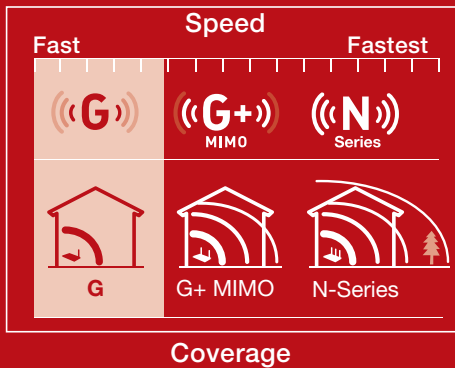 Speed
Fast Fastest
G G+ N
MIMO Series
G G+ MIMO N-Series
Coverage